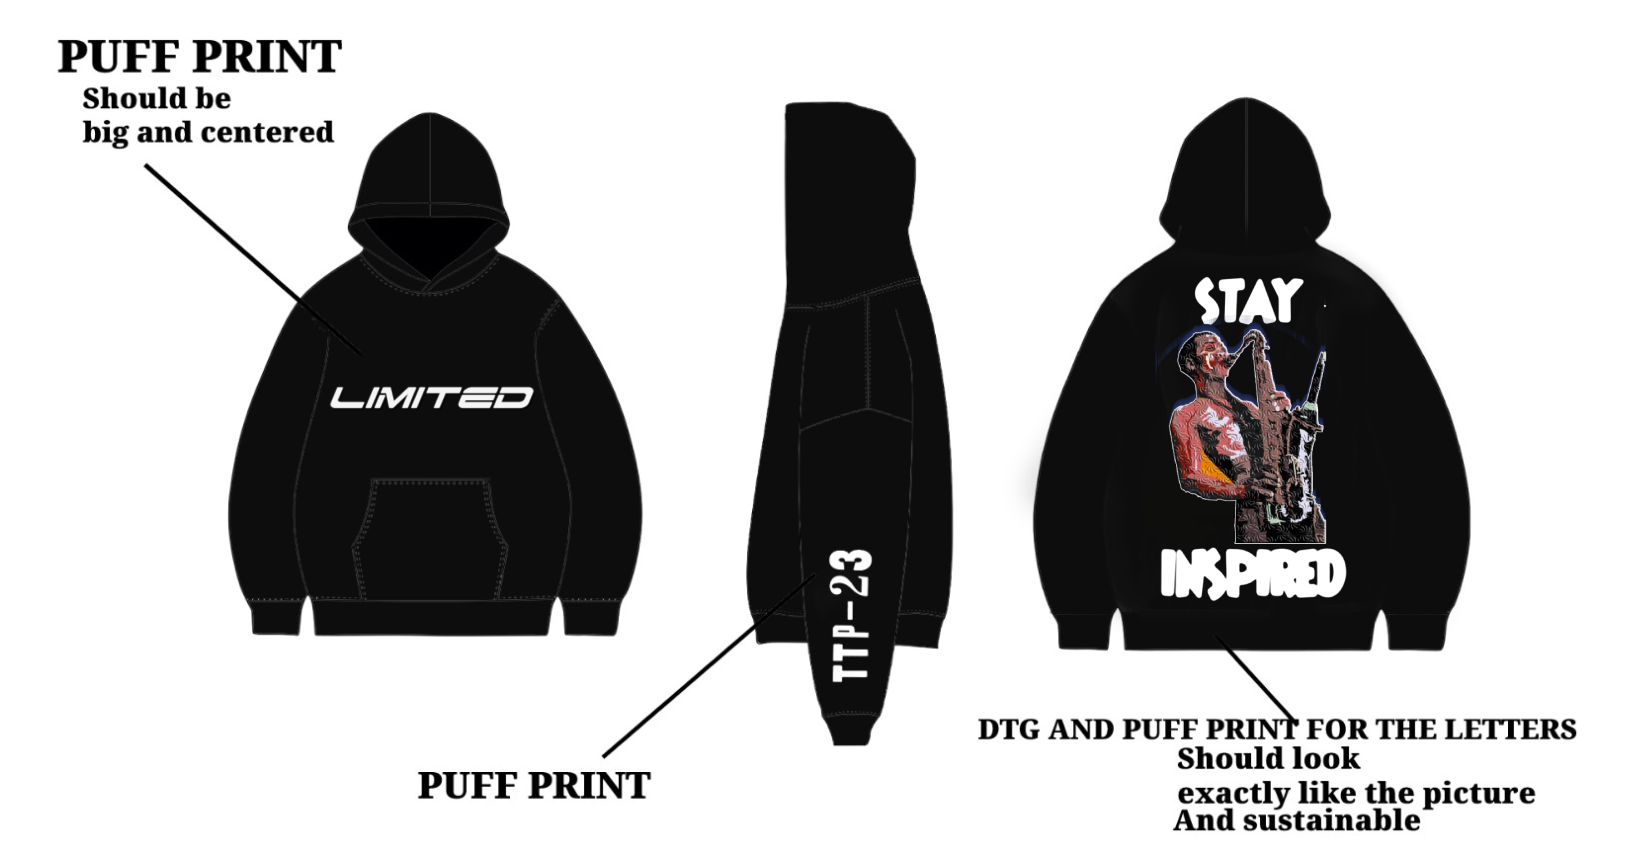 PUFF PRINT
Should be
big and centered
LIMITED
TTP-23
PUFF PRINT
STAY
INSPIRED
DTG AND PUFF PRINT FOR THE LETTERS
Should look
exactly like the picture
And sustainable